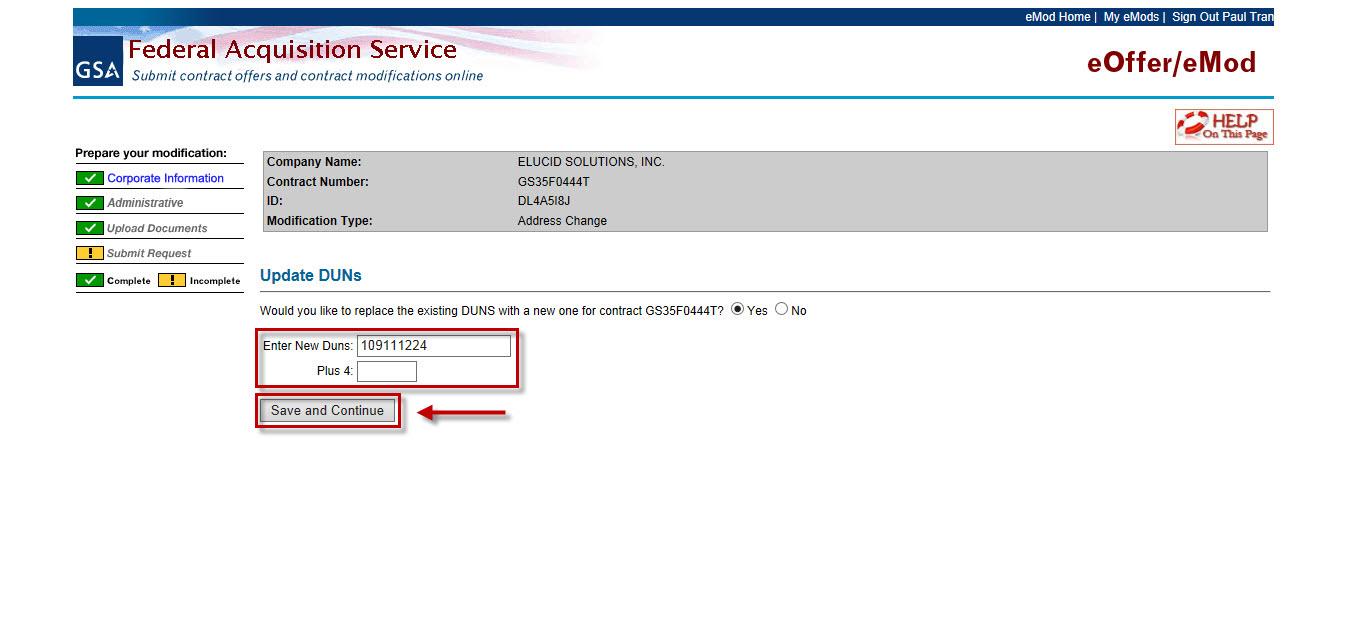 eMod Home | My eMods | Sign Out Paul Tran
GSA
Federal Acquisition Service
Submit contract offers and contract modifications online
eOffer/eMod
HELP
On This Page
Prepare your modification:
Corporate Information
Administrative
Upload Documents
! Submit Request
Complete ! Incomplete
Company Name: ELUCID SOLUTIONS, INC.
Contract Number: GS35F0444T
ID: DL4A5I8J
Modification Type: Address Change
Update DUNs
Would you like to replace the existing DUNS with a new one for contract GS35F0444T? Yes No
Enter New Duns: 109111224
Plus 4:
Save and Continue